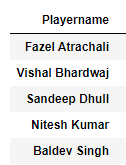 Playername
Fazel Atrachali
Vishal Bhardwaj
Sandeep Dhull
Nitesh Kumar
Baldev Singh